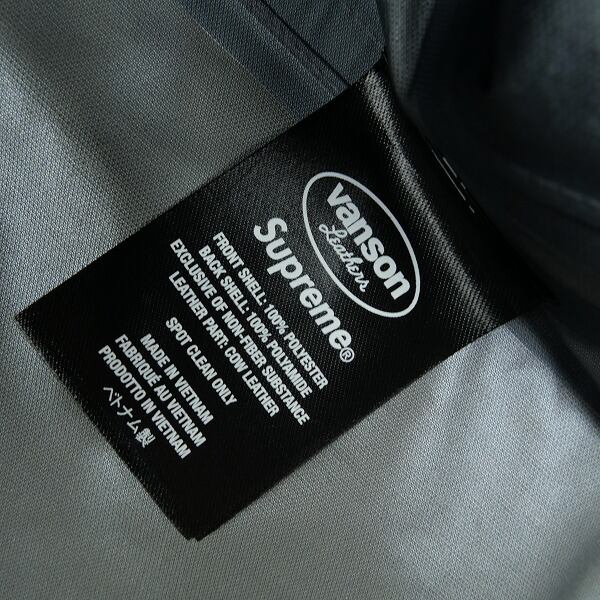 vanson
Leathers
Supreme®
FRONT SHELL: 100% POLYESTER
BACK SHELL: 100% POLYAMIDE
EXCLUSIVE OF NON-FIBER SUBSTANCE
LEATHER PART: COW LEATHER
SPOT CLEAN ONLY
MADE IN VIETNAM
FABRIQUÉ AU VIETNAM
PRODOTTO IN VIETNAM
ベトナム製